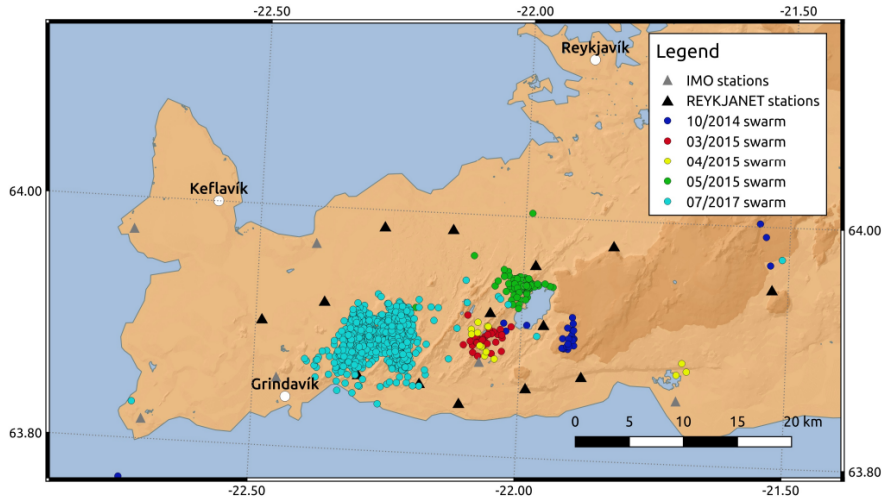 -22.50 -22.00 -21.50
Reykjavík
Legend
IMO stations
REYKJANET stations
10/2014 swarm
03/2015 swarm
04/2015 swarm
05/2015 swarm
07/2017 swarm
64.00
Keflavík
64.00
Grindavík
0 5 10 15 20 km
63.80
63.80
-22.50 -22.00 -21.50